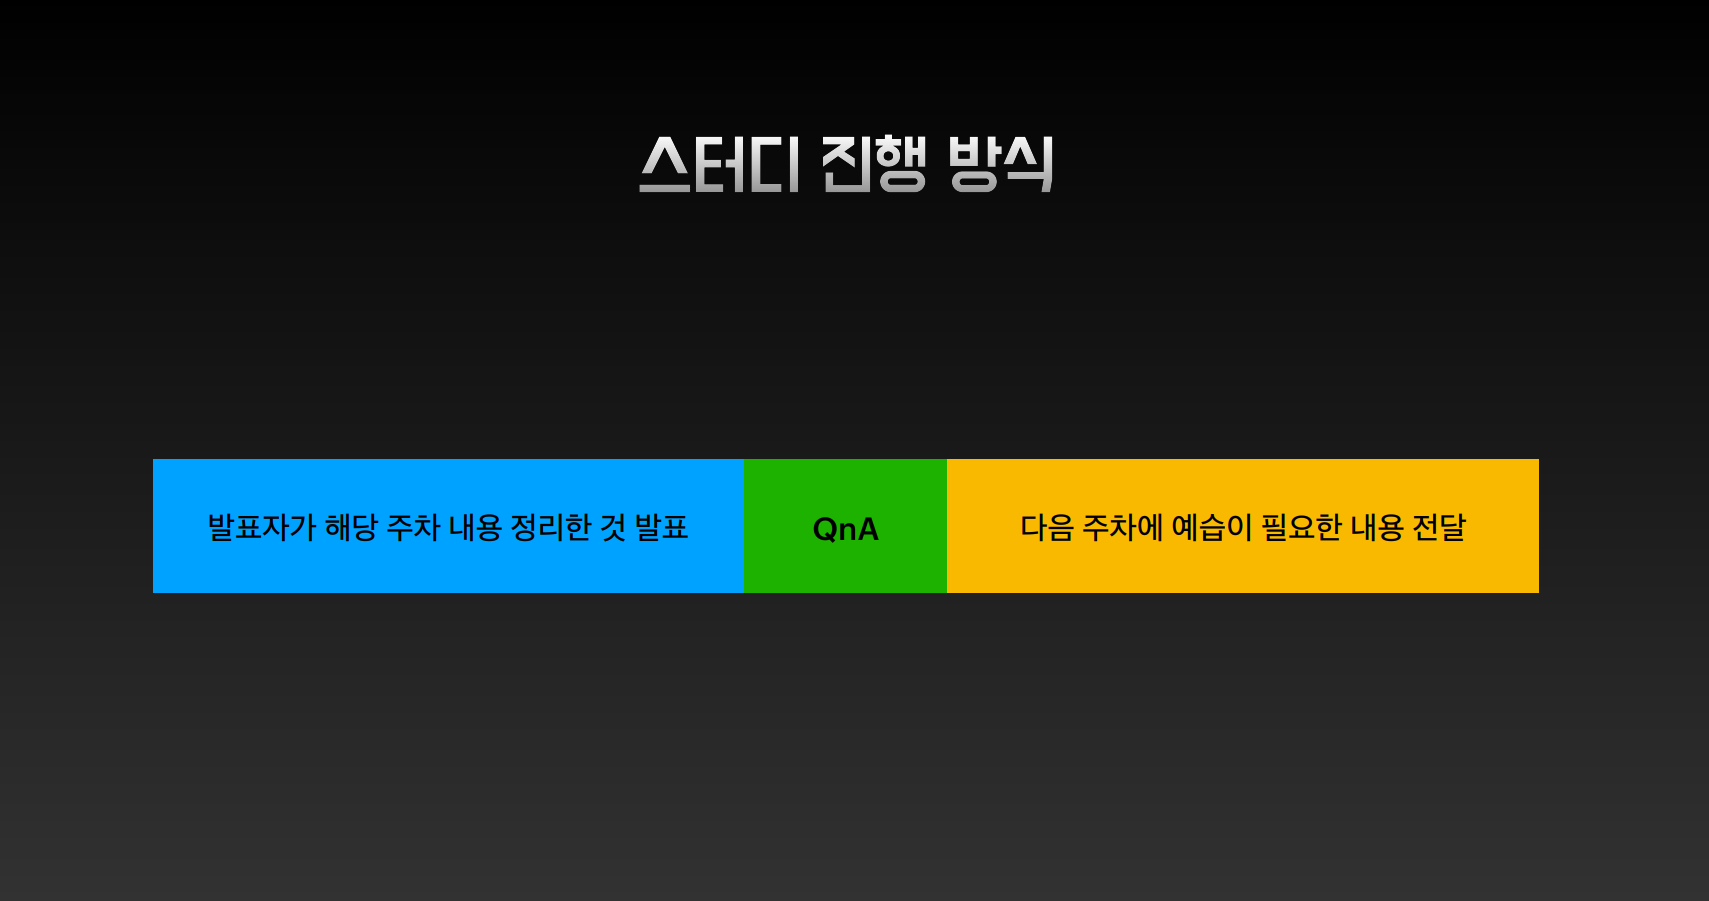 스터디 진행 방식
발표자가 해당 주차 내용 정리한 것 발표
QnA
다음 주차에 예습이 필요한 내용 전달